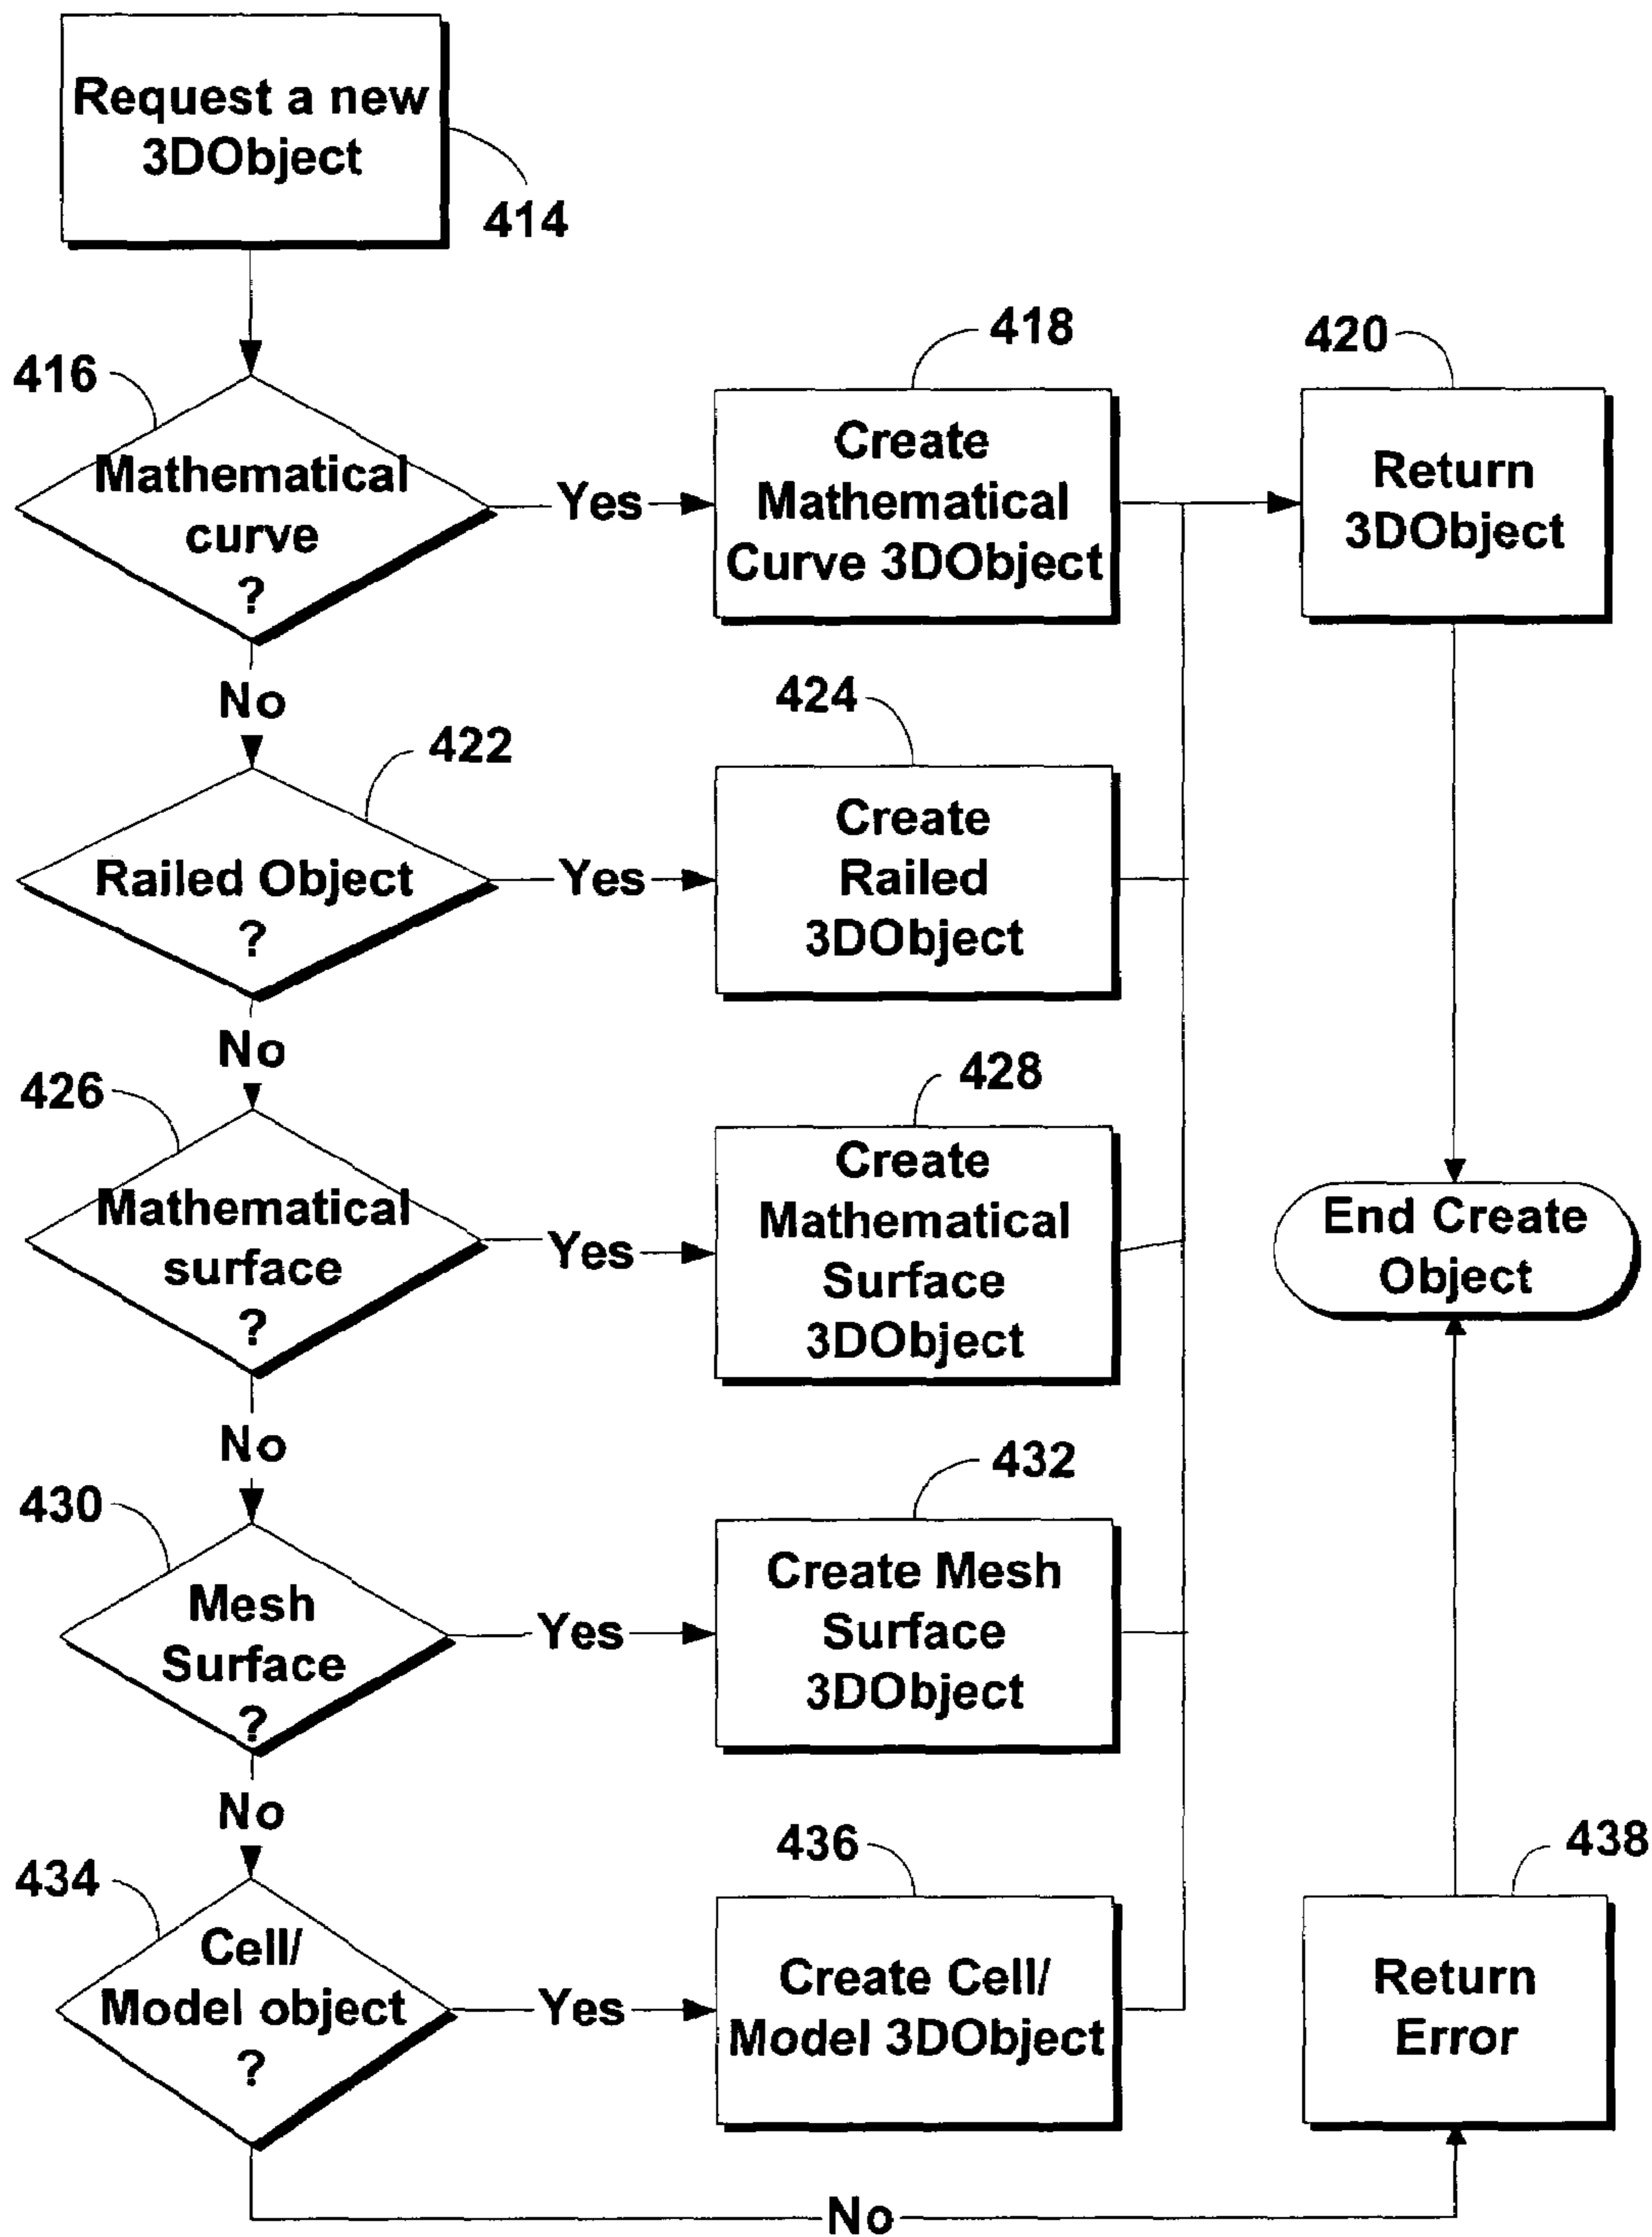 Request a new
3DObject
414
416
Mathematical
curve
?
Yes
418
Create
Mathematical
Curve 3DObject
420
Return
3DObject
No
422
Railed Object
?
Yes
424
Create
Railed
3DObject
No
426
Mathematical
surface
?
Yes
428
Create
Mathematical
Surface
3DObject
End Create
Object
No
430
Mesh
Surface
?
Yes
432
Create Mesh
Surface
3DObject
No
434
Cell/
Model object
?
Yes
436
Create Cell/
Model 3DObject
438
Return
Error
No